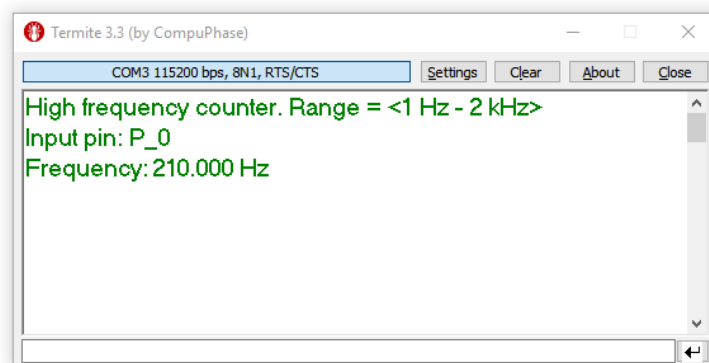 Termite 3.3 (by CompuPhase)
COM3 115200 bps, 8N1, RTS/CTS Settings Clear About Close
High frequency counter. Range = <1 Hz - 2 kHz>
Input pin: P_0
Frequency: 210.000 Hz